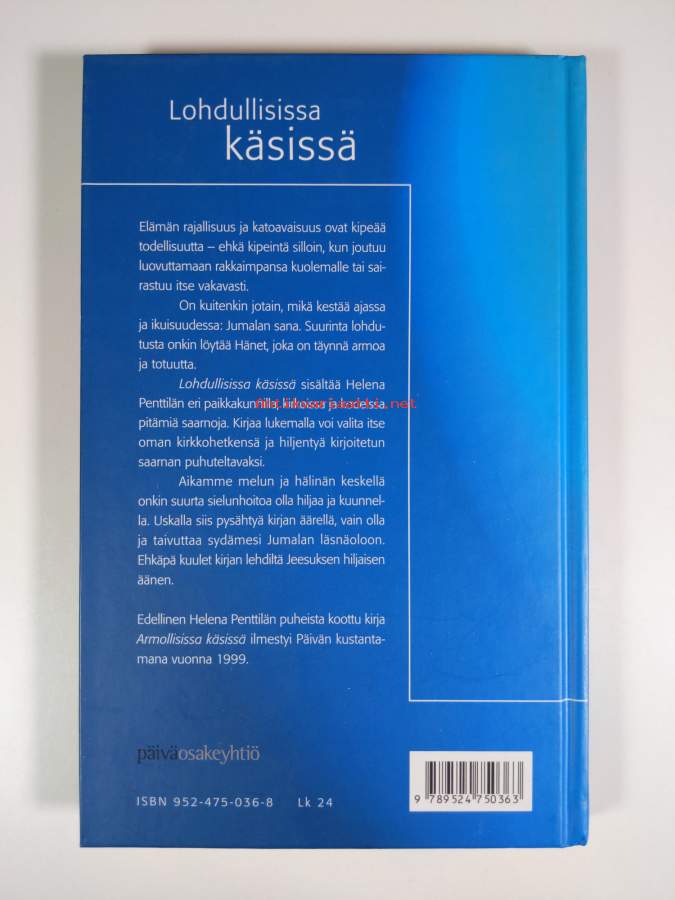 Lohdullisissa
käsissä
Elämän rajallisuus ja katoavaisuus ovat kipeää
todellisuutta – ehkä kipeintä silloin, kun joutuu
luovuttamaan rakkaimpansa kuolemalle tai sai-
rastuu itse vakavasti.
On kuitenkin jotain, mikä kestää ajassa
ja ikuisuudessa: Jumalan sana. Suurinta lohdu-
tusta onkin löytää Hänet, joka on täynnä armoa
ja totuutta.
Lohdullisissa käsissä sisältää Helena
Penttilän eri paikkakunnilla, kirkossa ja
pitämiä saarnoja. Kirjaa lukemalla voi valita itse
oman kirkkohetkensä ja hiljentyä kirjoitetun
saarnan puhuteltavaksi.
Aikamme melun ja hälinän keskellä
onkin suurta sielunhoitoa olla hiljaa ja kuunnel-
la. Uskalla siis pysähtyä kirjan äärellä, vain olla
ja taivuttaa sydämesi Jumalan läsnäoloon.
Ehkäpä kuulet kirjan lehdiltä Jeesuksen hiljaisen
äänen.
Edellinen Helena Penttilän puheista koottu kirja
Armollisissa käsissä ilmestyi Päivän kustanta-
mana vuonna 1999.
päiväosakeyhtiö
ISBN 952-475-036-8 Lk 24
9 789524 750363